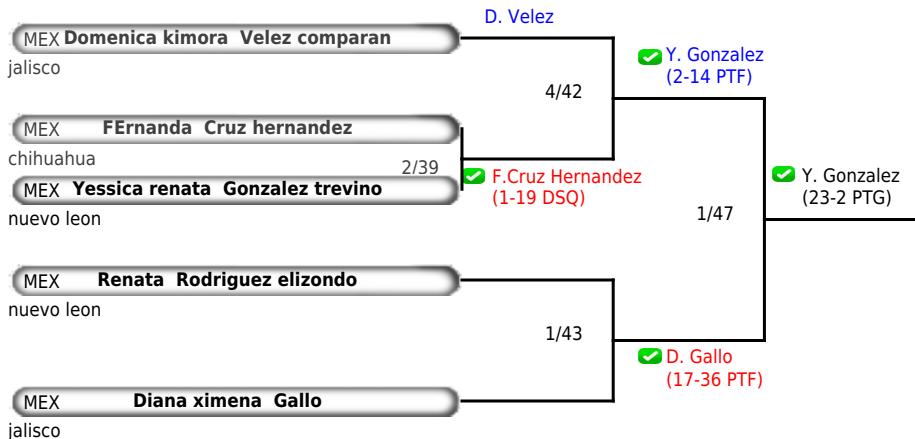 D. Velez
MEX Domenica kimora Velez comparan
jalisco
Y. Gonzalez
(2-14 PTF)
4/42
MEX FErnanda Cruz hernandez
chihuahua
2/39
F.Cruz Hernandez
(1-19 DSQ)
Y. Gonzalez
(23-2 PTG)
MEX Yessica renata Gonzalez trevino
nuevo leon
1/47
MEX Renata Rodriguez elizondo
nuevo leon
1/43
D. Gallo
(17-36 PTF)
MEX Diana ximena Gallo
jalisco